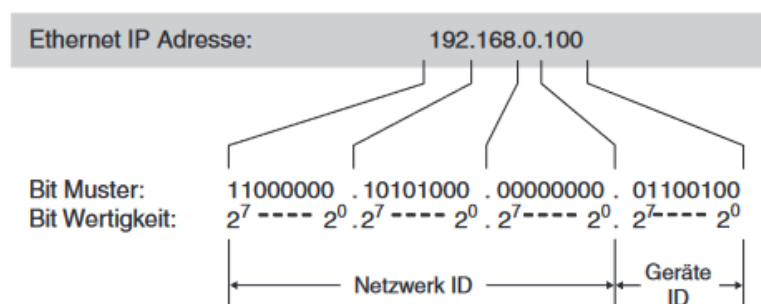 Ethernet IP Adresse: 192.168.0.100
Bit Muster: 11000000 .10101000 .00000000 . 01100100
Bit Wertigkeit: 2⁷ ---- 2⁰.2⁷ ---- 2⁰. 2⁷ ---- 2⁰. 2⁷---- 2⁰
Netzwerk ID Geräte
ID